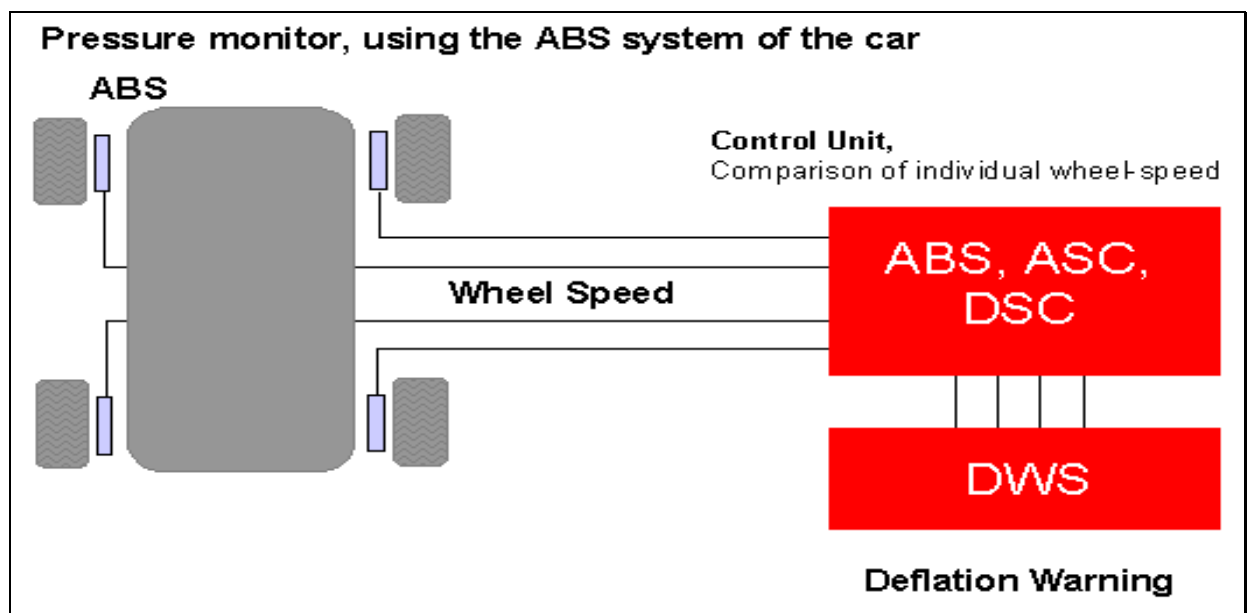 Pressure monitor, using the ABS system of the car
ABS
Control Unit,
Comparison of individual wheel-speed
ABS, ASC,
DSC
Wheel Speed
DWS
Deflation Warning